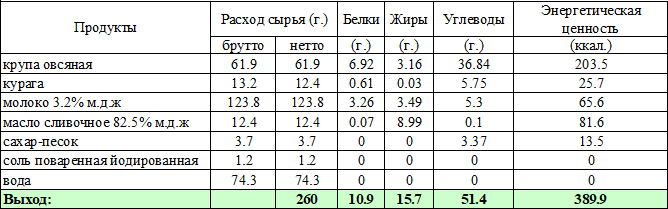 Продукты Расход сырья (г.) Белки Жиры Углеводы Энергетическая ценность
брутто нетто (г.) (г.) (г.) (ккал.)
крупа овсяная 61.9 61.9 6.92 3.16 36.84 203.5
курага 13.2 12.4 0.61 0.03 5.75 25.7
молоко 3.2% м.д.ж 123.8 123.8 3.26 3.49 5.3 65.6
масло сливочное 82.5% м.д.ж 12.4 12.4 0.07 8.99 0.1 81.6
сахар-песок 3.7 3.7 0 0 3.37 13.5
соль поваренная йодированная 1.2 1.2 0 0 0 0
вода 74.3 74.3 0 0 0 0
Выход: 260 10.9 15.7 51.4 389.9